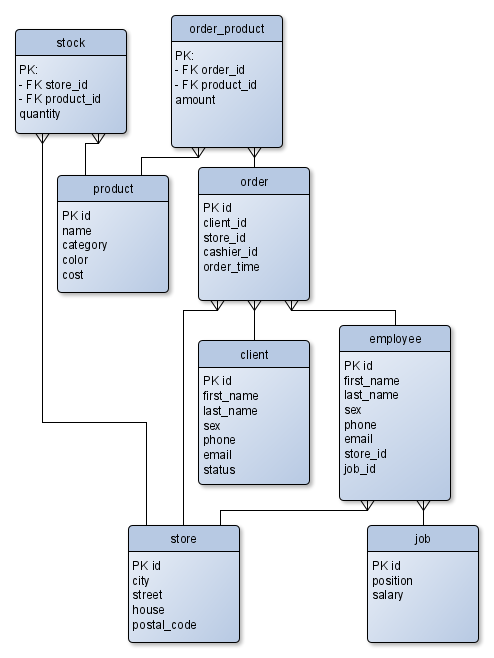 stock
PK:
- FK store_id
- FK product_id
quantity
order_product
PK:
- FK order_id
- FK product_id
amount
product
PK id
name
category
color
cost
order
PK id
client_id
store_id
cashier_id
order_time
client
PK id
first_name
last_name
sex
phone
email
status
employee
PK id
first_name
last_name
sex
phone
email
store_id
job_id
store
PK id
city
street
house
postal_code
job
PK id
position
salary